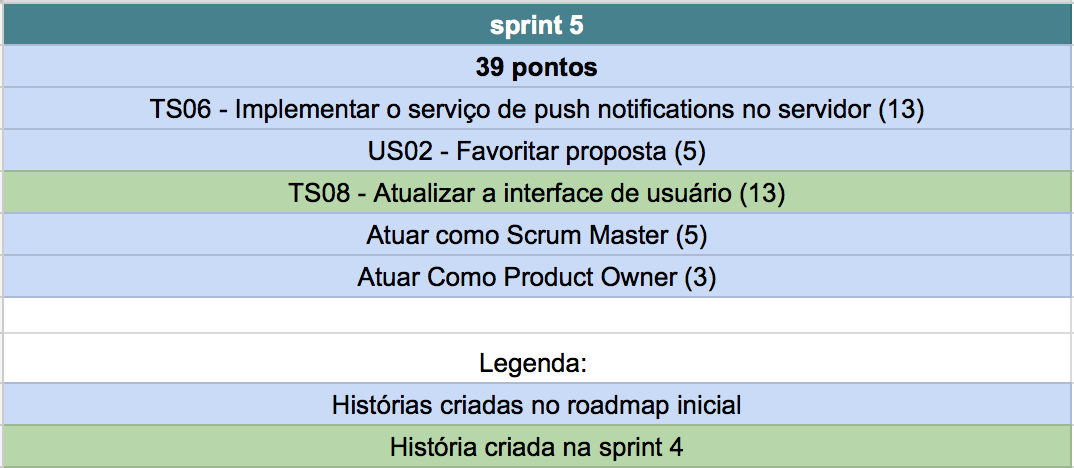 sprint 5
39 pontos
TS06 - Implementar o serviço de push notifications no servidor (13)
US02 - Favoritar proposta (5)
TS08 - Atualizar a interface de usuário (13)
Atuar como Scrum Master (5)
Atuar Como Product Owner (3)
Legenda:
Histórias criadas no roadmap inicial
História criada na sprint 4